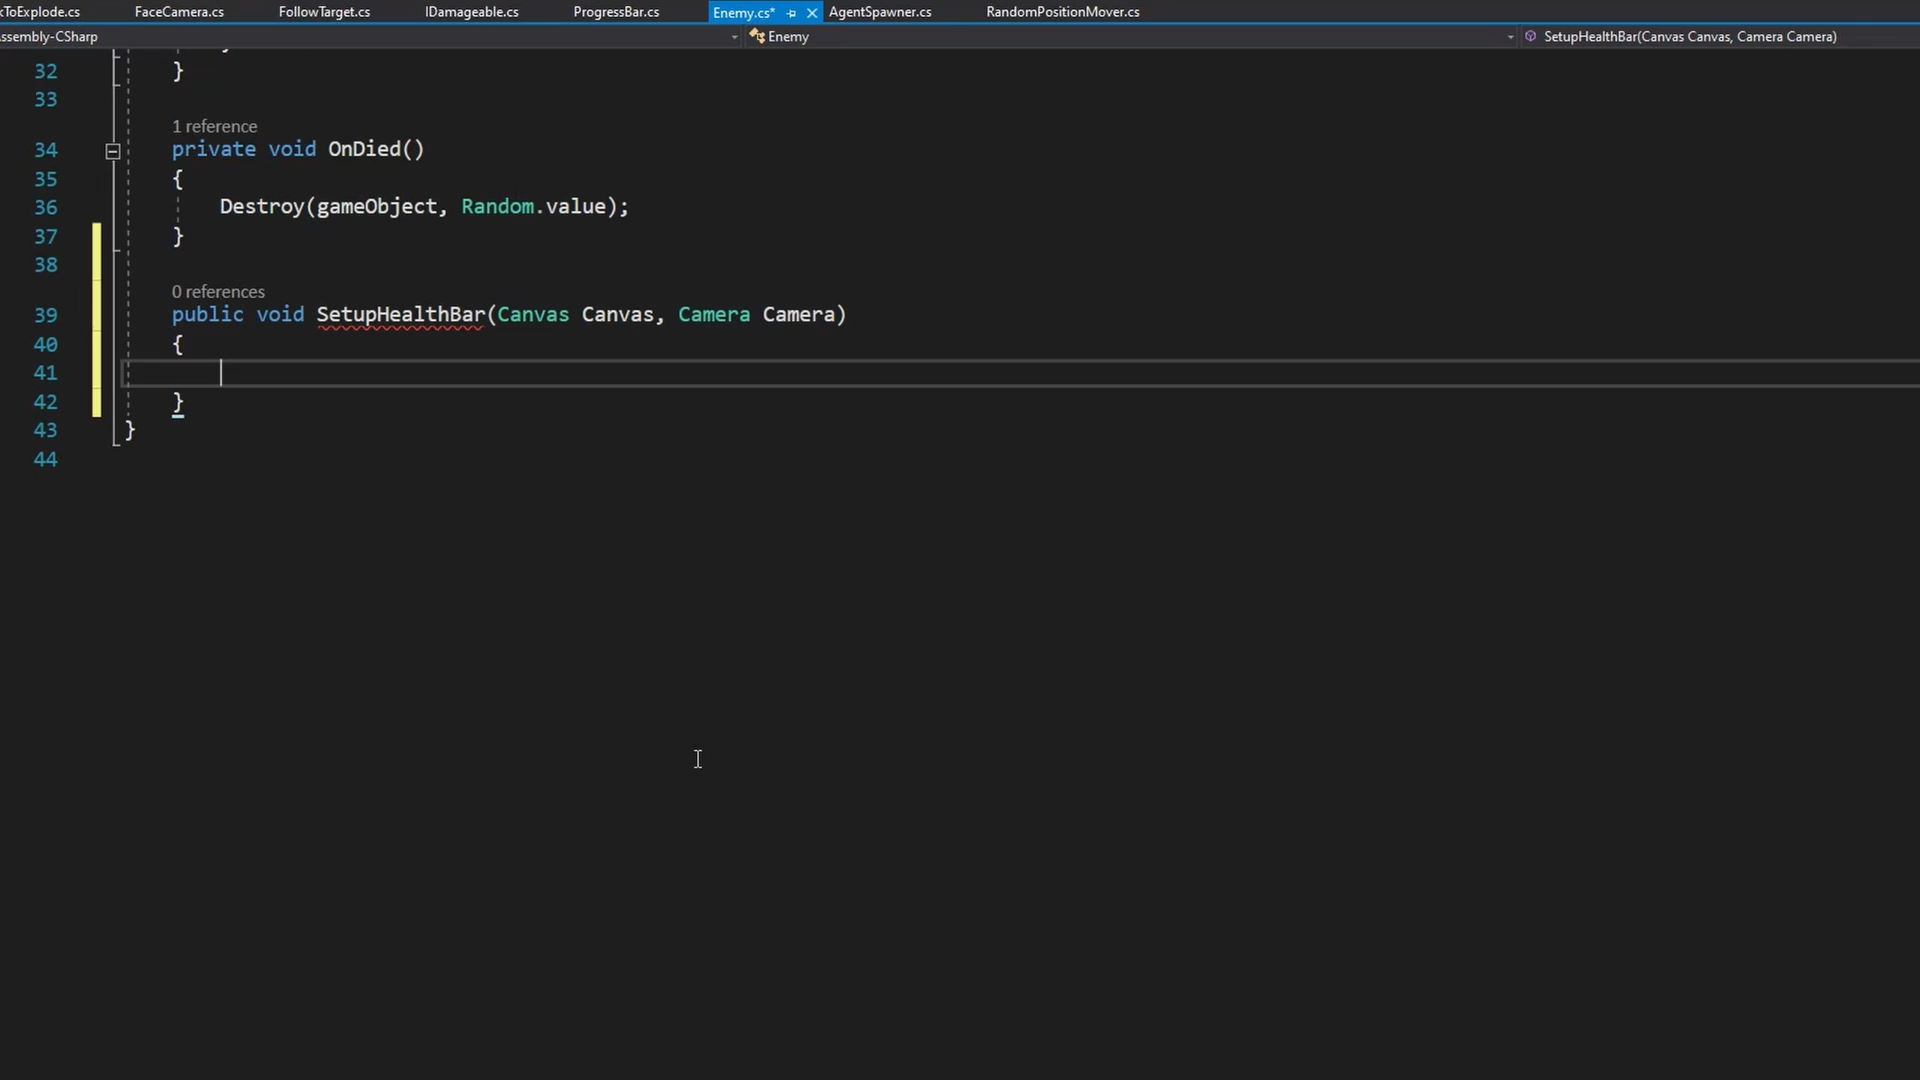 kToExplode.cs FaceCamera.cs FollowTarget.cs IDamageable.cs ProgressBar.cs Enemy.cs* AgentSpawner.cs RandomPositionMover.cs
ssembly-CSharp Enemy SetupHealthBar(Canvas Canvas, Camera Camera)
32 }
33
1 reference
34 private void OnDied()
35 {
36 Destroy(gameObject, Random.value);
37 }
38
0 references
39 public void SetupHealthBar(Canvas Canvas, Camera Camera)
40 {
41
42 }
43 }
44